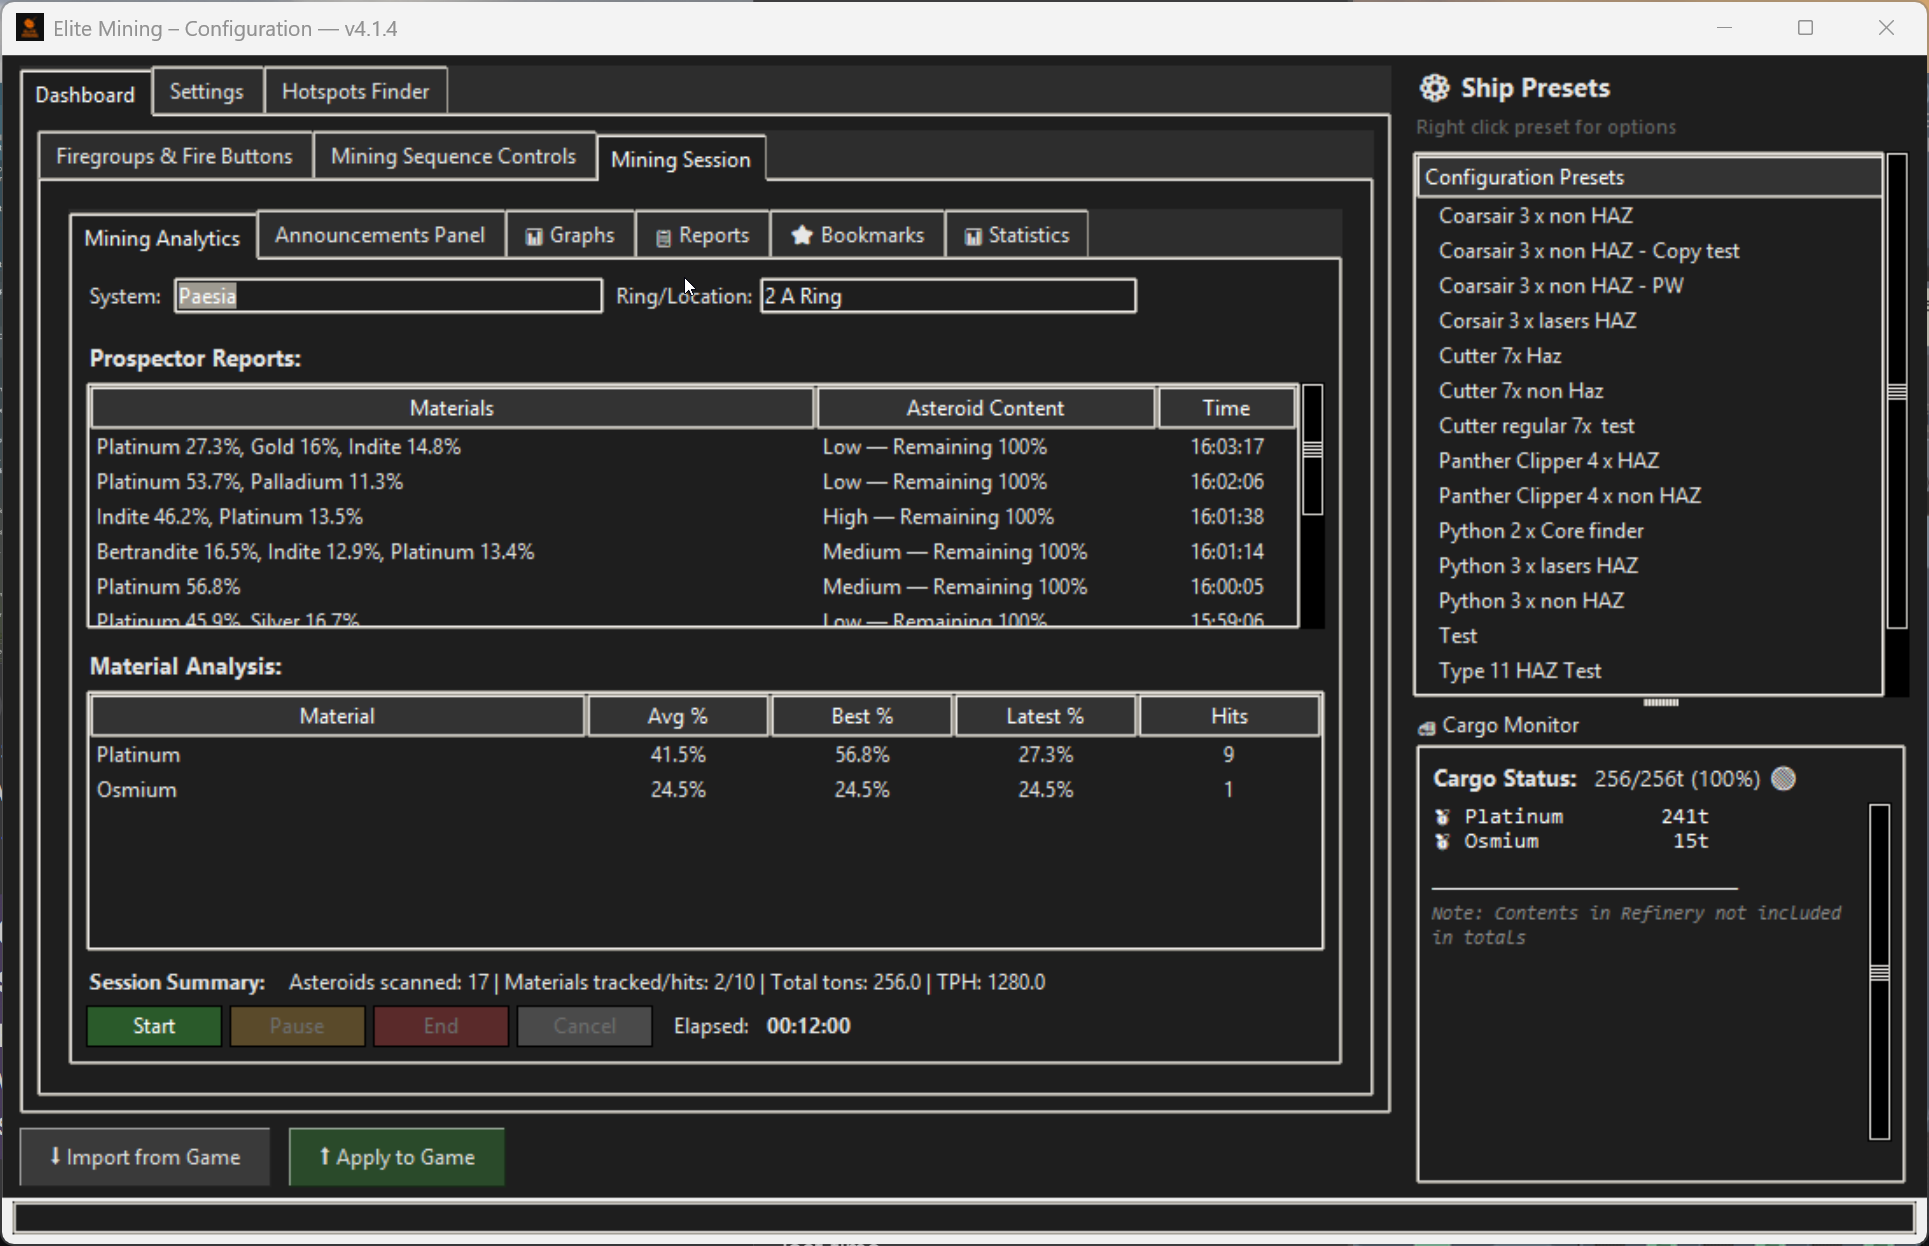 Elite Mining – Configuration — v4.1.4
Dashboard Settings Hotspots Finder
Firegroups & Fire Buttons Mining Sequence Controls Mining Session
Mining Analytics Announcements Panel Graphs Reports Bookmarks Statistics
System: Paesia Ring/Location: 2 A Ring
Prospector Reports:
Materials Asteroid Content Time
Platinum 27.3%, Gold 16%, Indite 14.8% Low — Remaining 100% 16:03:17
Platinum 53.7%, Palladium 11.3% Low — Remaining 100% 16:02:06
Indite 46.2%, Platinum 13.5% High — Remaining 100% 16:01:38
Bertrandite 16.5%, Indite 12.9%, Platinum 13.4% Medium — Remaining 100% 16:01:14
Platinum 56.8% Medium — Remaining 100% 16:00:05
Platinum 45.9%, Silver 16.7% Low — Remaining 100% 15:59:06
Material Analysis:
Material Avg % Best % Latest % Hits
Platinum 41.5% 56.8% 27.3% 9
Osmium 24.5% 24.5% 24.5% 1
Session Summary: Asteroids scanned: 17 | Materials tracked/hits: 2/10 | Total tons: 256.0 | TPH: 1280.0
Start Pause End Cancel Elapsed: 00:12:00
Import from Game Apply to Game
Ship Presets
Right click preset for options
Configuration Presets
Coarsair 3 x non HAZ
Coarsair 3 x non HAZ - Copy test
Coarsair 3 x non HAZ - PW
Corsair 3 x lasers HAZ
Cutter 7x Haz
Cutter 7x non Haz
Cutter regular 7x  test
Panther Clipper 4 x HAZ
Panther Clipper 4 x non HAZ
Python 2 x Core finder
Python 3 x lasers HAZ
Python 3 x non HAZ
Test
Type 11 HAZ Test
Cargo Monitor
Cargo Status: 256/256t (100%)
Platinum 241t
Osmium 15t
Note: Contents in Refinery not included
in totals